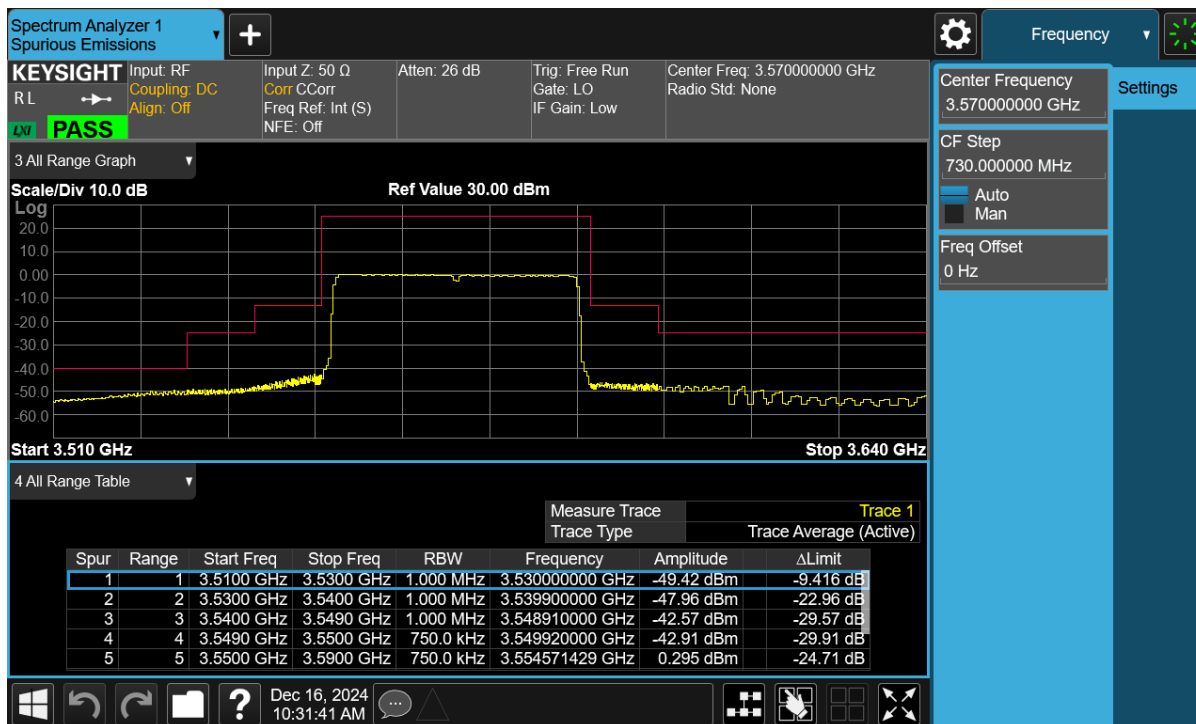 Spectrum Analyzer 1
Spurious Emissions
Frequency
KEYSIGHT
RL
LXI
PASS
Input: RF
Coupling: DC
Align: Off
Input Z: 50 Ω
Corr CCorr
Freq Ref: Int (S)
NFE: Off
Atten: 26 dB
Trig: Free Run
Gate: LO
IF Gain: Low
Center Freq: 3.570000000 GHz
Radio Std: None
Center Frequency
3.570000000 GHz
Settings
CF Step
730.000000 MHz
Auto
Man
Freq Offset
0 Hz
3 All Range Graph
Scale/Div 10.0 dB
Ref Value 30.00 dBm
Log
20.0
10.0
0.00
-10.0
-20.0
-30.0
-40.0
-50.0
-60.0
Start 3.510 GHz
Stop 3.640 GHz
4 All Range Table
Measure Trace Trace 1
Trace Type Trace Average (Active)
Spur Range Start Freq Stop Freq RBW Frequency Amplitude ΔLimit
1 1 3.5100 GHz 3.5300 GHz 1.000 MHz 3.530000000 GHz -49.42 dBm -9.416 dB
2 2 3.5300 GHz 3.5400 GHz 1.000 MHz 3.539900000 GHz -47.96 dBm -22.96 dB
3 3 3.5400 GHz 3.5490 GHz 1.000 MHz 3.548910000 GHz -42.57 dBm -29.57 dB
4 4 3.5490 GHz 3.5500 GHz 750.0 kHz 3.549920000 GHz -42.91 dBm -29.91 dB
5 5 3.5500 GHz 3.5900 GHz 750.0 kHz 3.554571429 GHz 0.295 dBm -24.71 dB
?
Dec 16, 2024
10:31:41 AM